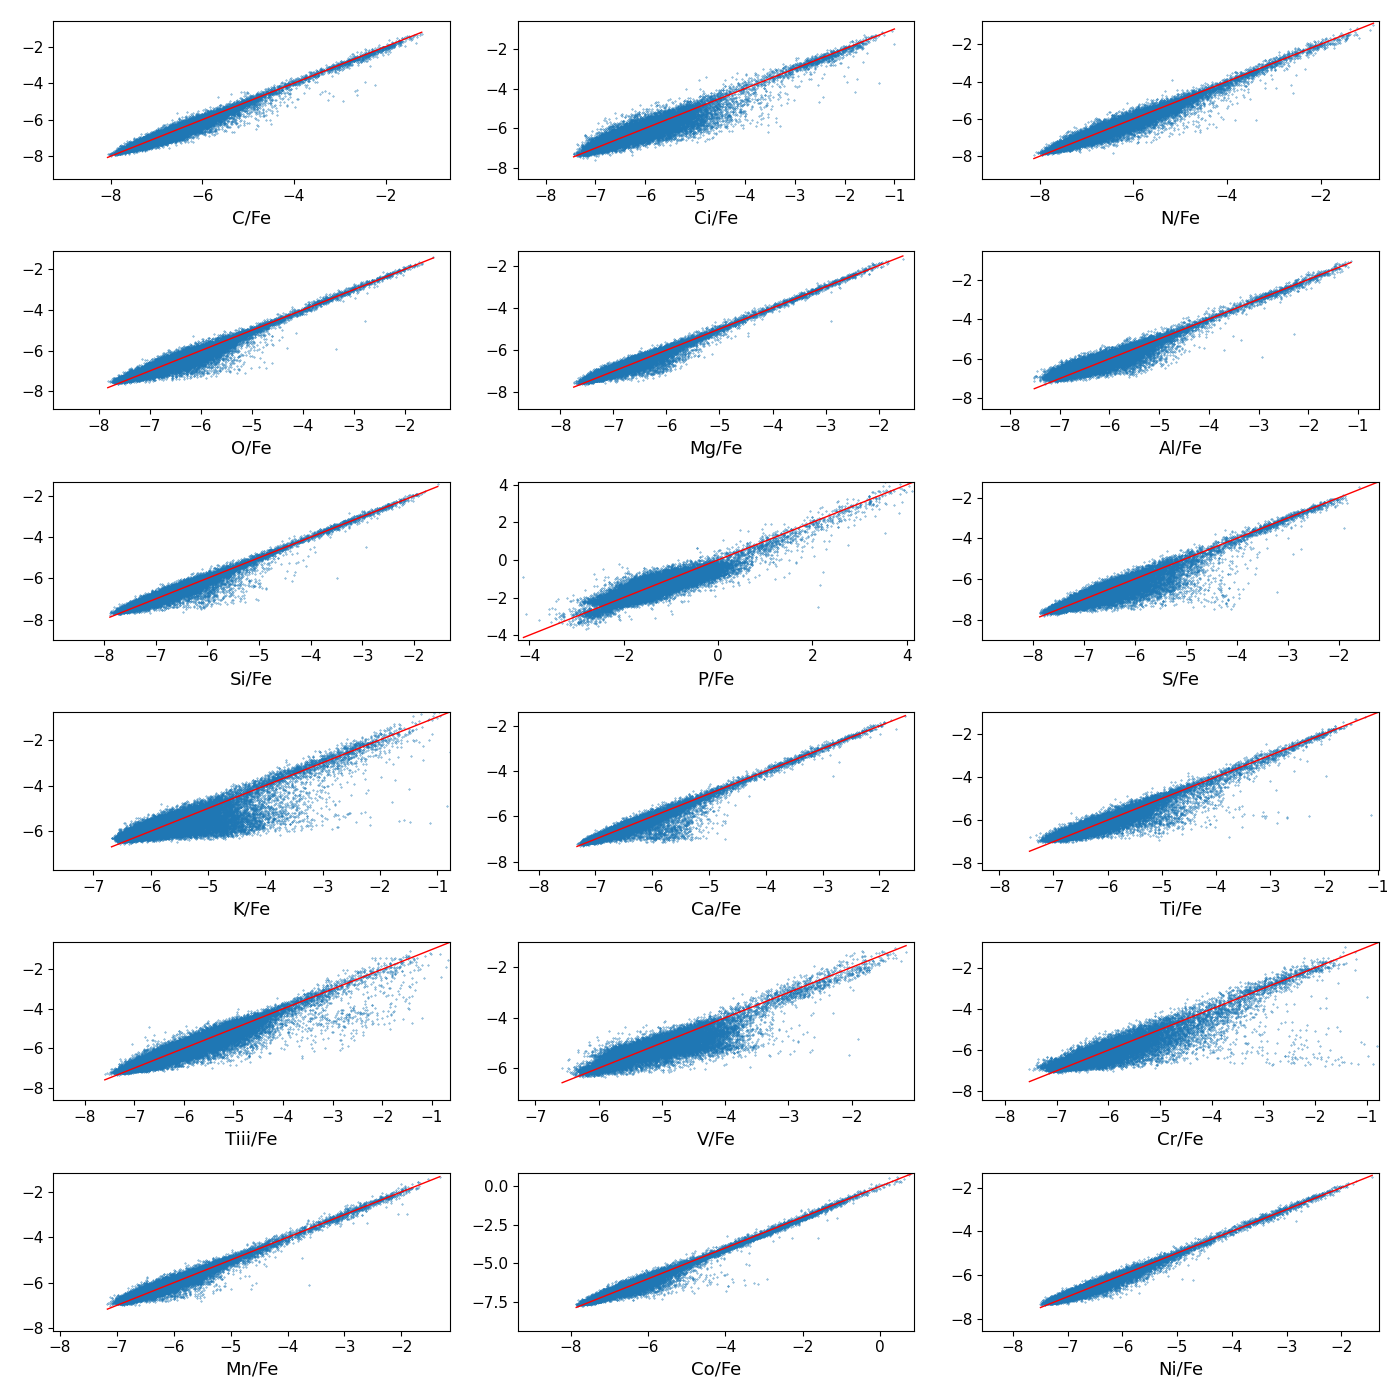 −2
−4
−6
−8
−8 −6 −4 −2
C/Fe
−2
−4
−6
−8
−8 −7 −6 −5 −4 −3 −2 −1
Ci/Fe
−2
−4
−6
−8
−8 −6 −4 −2
N/Fe
−2
−4
−6
−8
−8 −7 −6 −5 −4 −3 −2
O/Fe
−2
−4
−6
−8
−8 −7 −6 −5 −4 −3 −2
Mg/Fe
−2
−4
−6
−8
−8 −7 −6 −5 −4 −3 −2 −1
Al/Fe
−2
−4
−6
−8
−8 −7 −6 −5 −4 −3 −2
Si/Fe
4
2
0
−2
−4
−4 −2 0 2 4
P/Fe
−2
−4
−6
−8
−8 −7 −6 −5 −4 −3 −2
S/Fe
−2
−4
−6
−7 −6 −5 −4 −3 −2 −1
K/Fe
−2
−4
−6
−8
−8 −7 −6 −5 −4 −3 −2
Ca/Fe
−2
−4
−6
−8
−8 −7 −6 −5 −4 −3 −2 −1
Ti/Fe
−2
−4
−6
−8
−8 −7 −6 −5 −4 −3 −2 −1
Tiii/Fe
−2
−4
−6
−7 −6 −5 −4 −3 −2
V/Fe
−2
−4
−6
−8
−8 −7 −6 −5 −4 −3 −2 −1
Cr/Fe
−2
−4
−6
−8
−8 −7 −6 −5 −4 −3 −2
Mn/Fe
0.0
−2.5
−5.0
−7.5
−8 −6 −4 −2 0
Co/Fe
−2
−4
−6
−8
−8 −7 −6 −5 −4 −3 −2
Ni/Fe